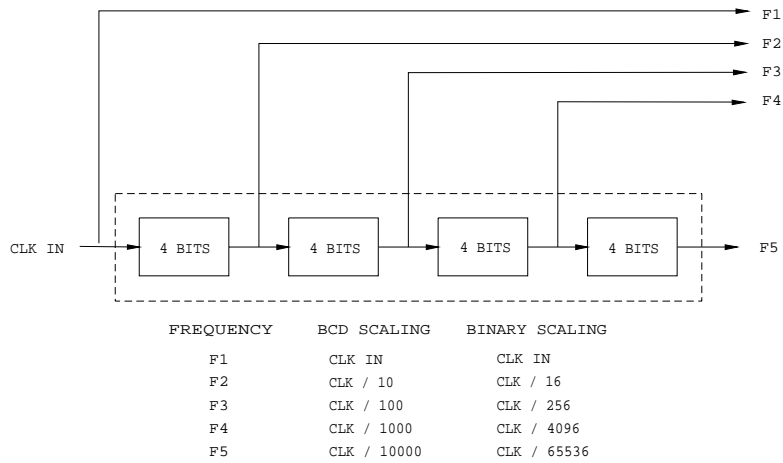 F1
F2
F3
F4
CLK IN 4 BITS 4 BITS 4 BITS 4 BITS F5
FREQUENCY BCD SCALING BINARY SCALING
F1 CLK IN CLK IN
F2 CLK / 10 CLK / 16
F3 CLK / 100 CLK / 256
F4 CLK / 1000 CLK / 4096
F5 CLK / 10000 CLK / 65536